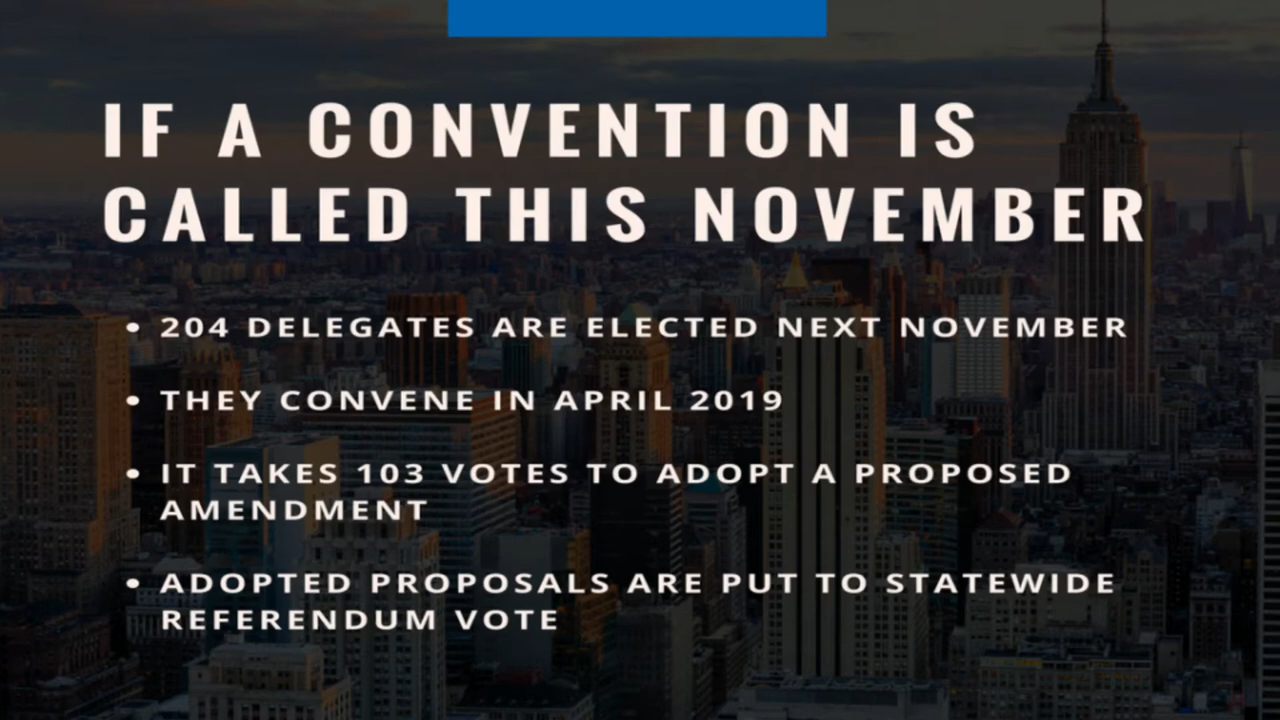 IF A CONVENTION IS
CALLED THIS NOVEMBER
• 204 DELEGATES ARE ELECTED NEXT NOVEMBER
• THEY CONVENE IN APRIL 2019
• IT TAKES 103 VOTES TO ADOPT A PROPOSED
AMENDMENT
• ADOPTED PROPOSALS ARE PUT TO STATEWIDE
REFERENDUM VOTE